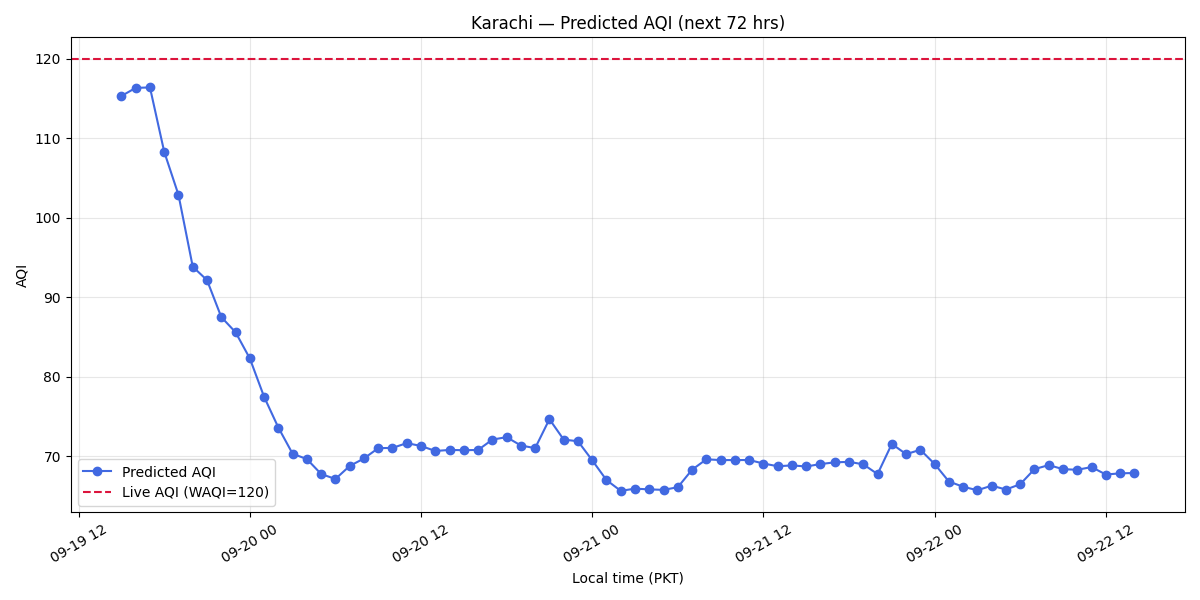 Karachi — Predicted AQI (next 72 hrs)
120
110
100
90
80
70
AQI
Predicted AQI
Live AQI (WAQI=120)
09-19 12
09-20 00
09-20 12
09-21 00
09-21 12
09-22 00
09-22 12
Local time (PKT)